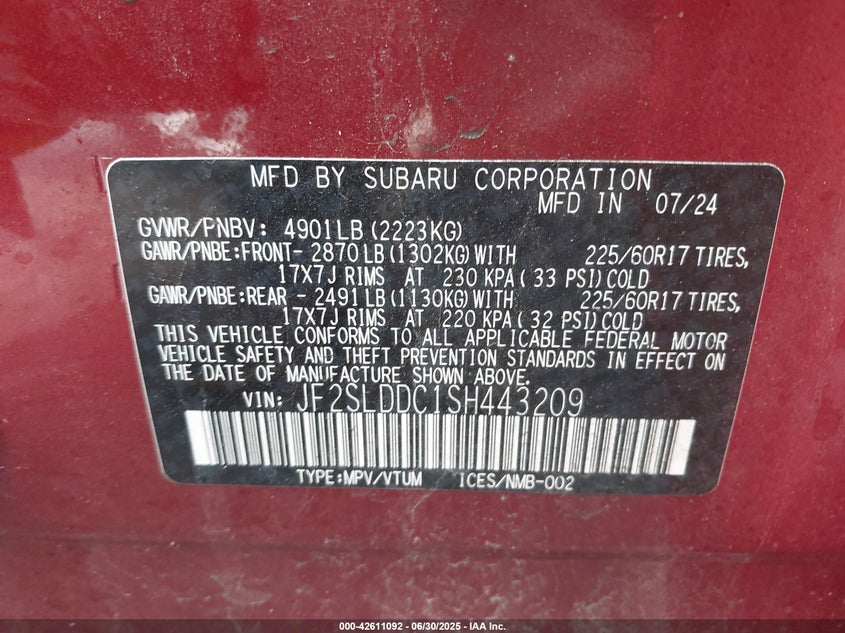 MFD BY SUBARU CORPORATION
MFD IN 07/24
GVWR/PNBV: 4901LB (2223KG)
GAWR/PNBE:FRONT- 2870LB (1302KG) WITH 225/60R17 TIRES,
17X7J RIMS AT 230 KPA ( 33 PSI)COLD
GAWR/PNBE:REAR - 2491LB (1130KG) WITH 225/60R17 TIRES,
17X7J RIMS AT 220 KPA ( 32 PSI)COLD
THIS VEHICLE CONFORMS TO ALL APPLICABLE FEDERAL MOTOR
VEHICLE SAFETY AND THEFT PREVENTION STANDARDS IN EFFECT ON
THE DATE OF MANUFACTURE SHOWN ABOVE.
VIN: JF2SLDDC1SH443209
TYPE:MPV/VTUM ICES/NMB-002
000-42611092 - 06/30/2025 - IAA Inc.